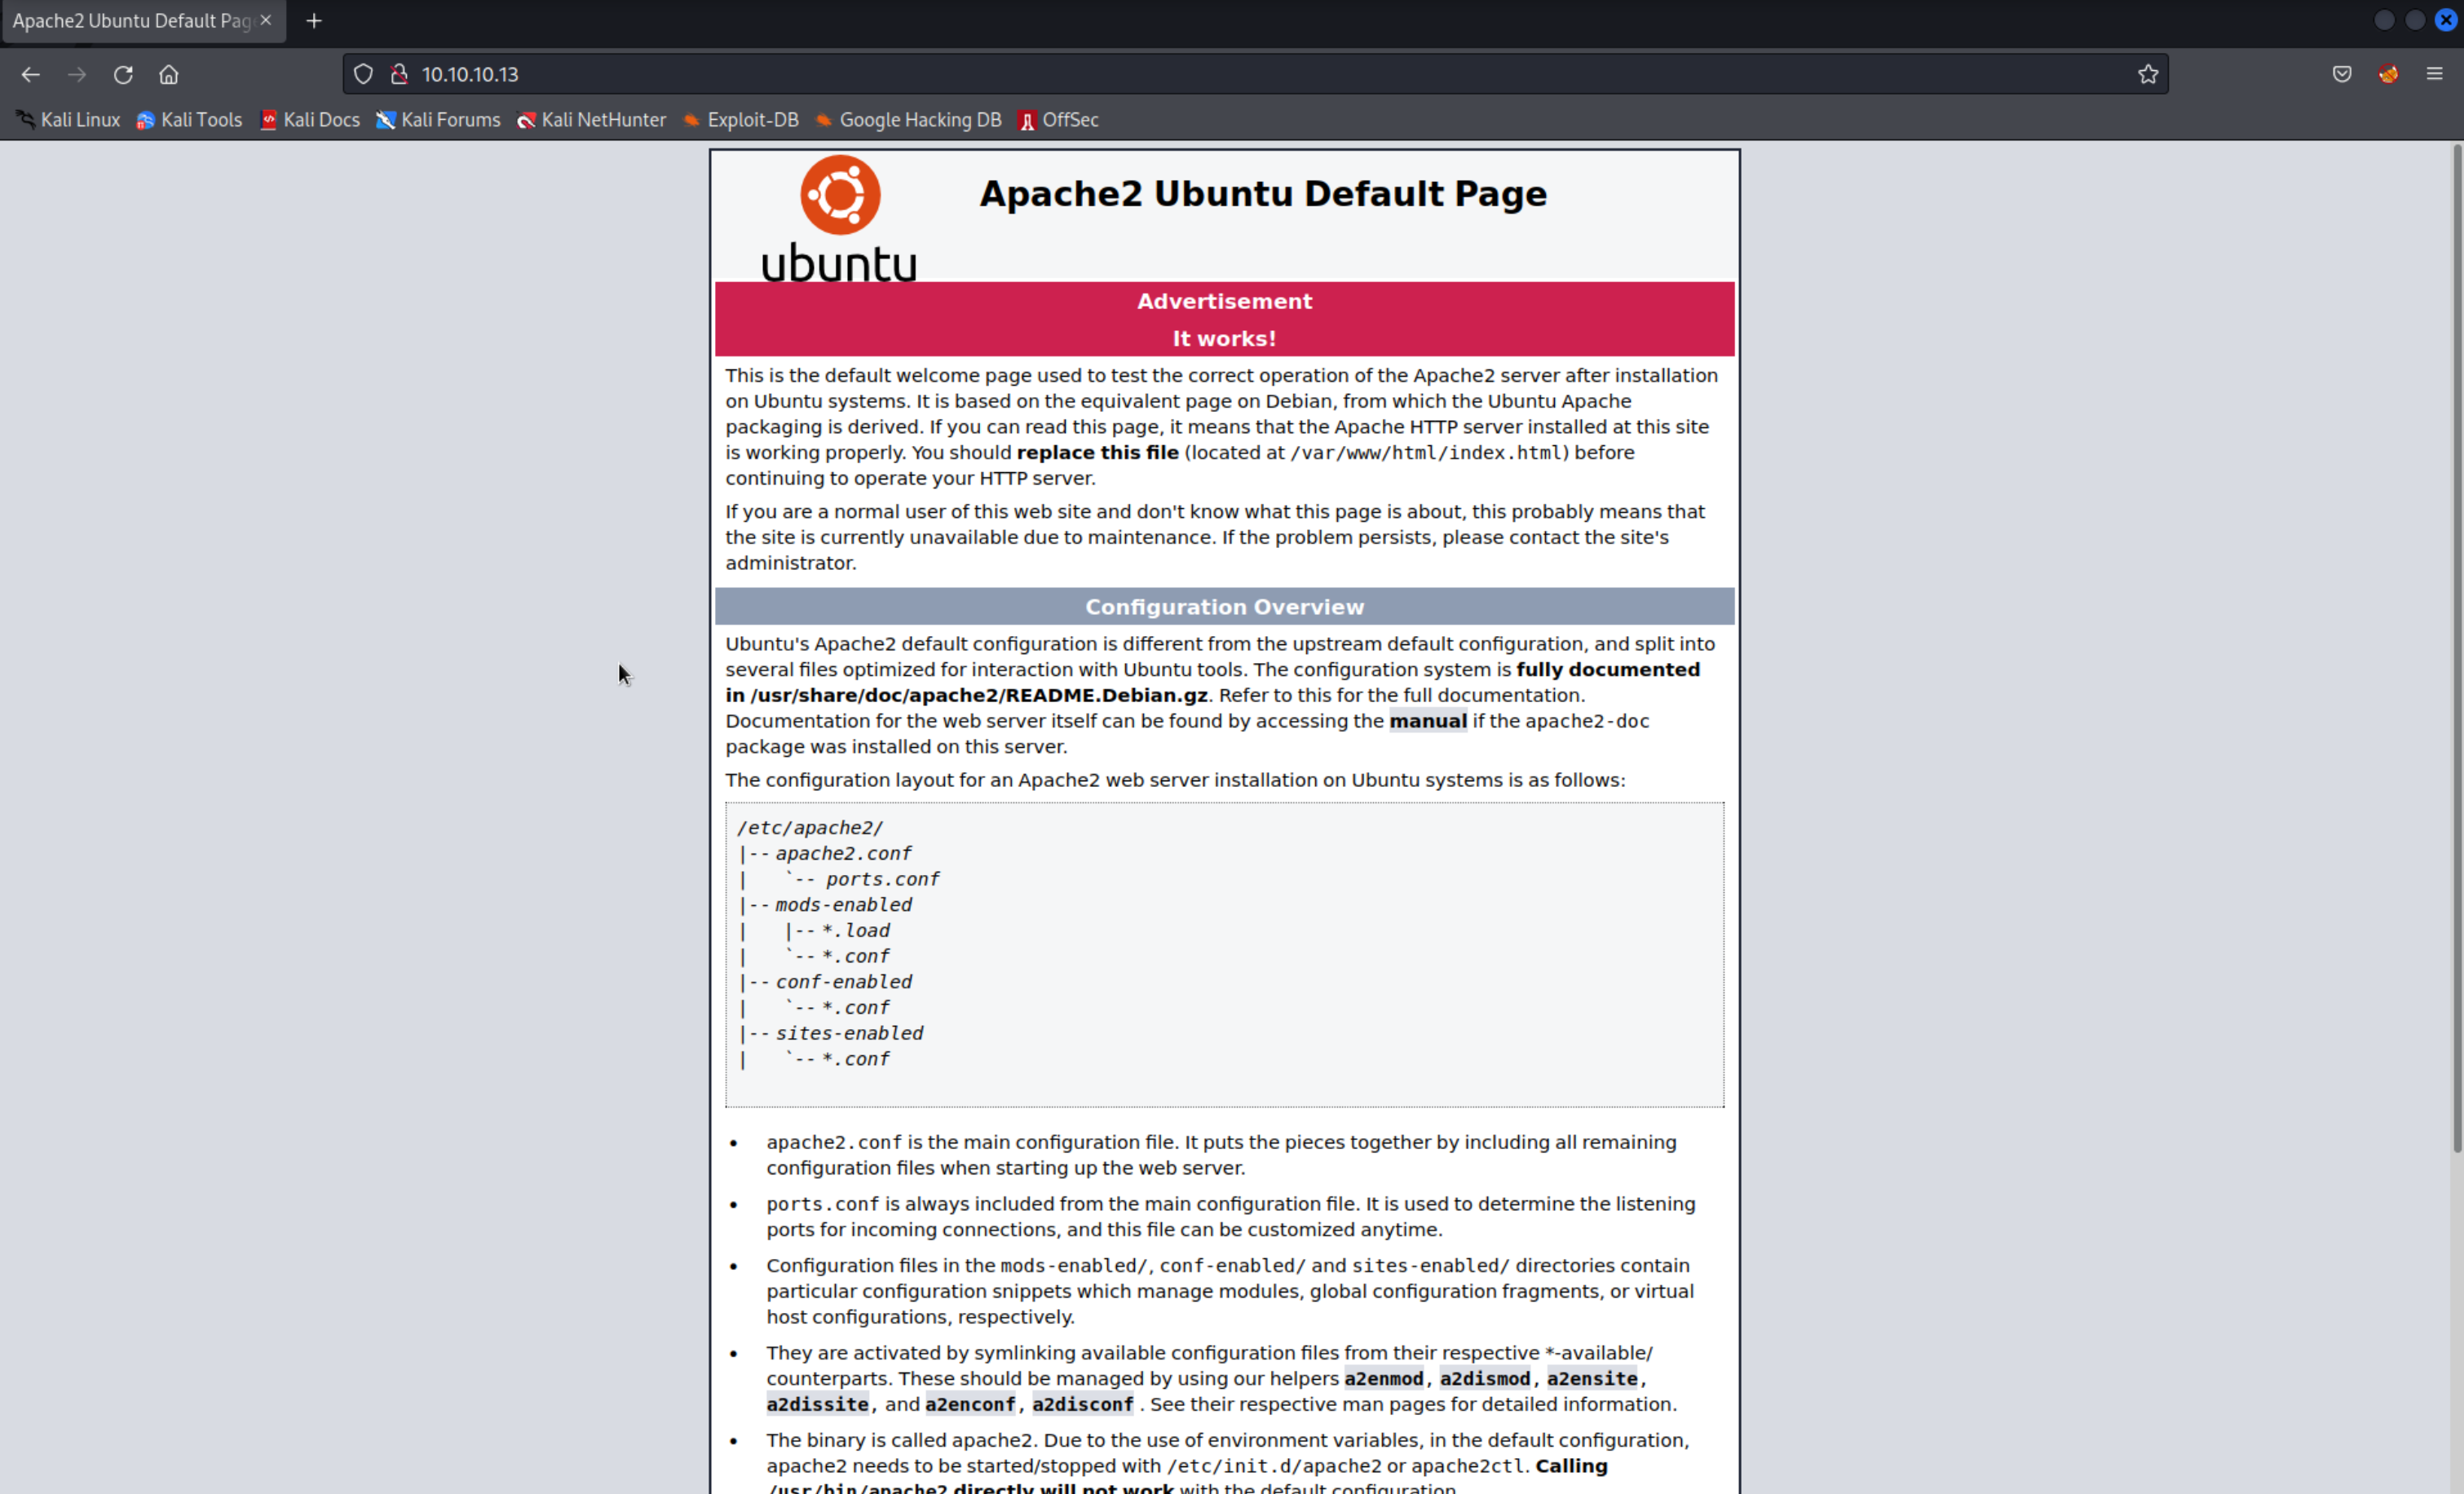 Apache2 Ubuntu Default Pag
10.10.10.13
Kali Linux Kali Tools Kali Docs Kali Forums Kali NetHunter Exploit-DB Google Hacking DB OffSec
ubuntu
Apache2 Ubuntu Default Page
Advertisement
It works!
This is the default welcome page used to test the correct operation of the Apache2 server after installation
on Ubuntu systems. It is based on the equivalent page on Debian, from which the Ubuntu Apache
packaging is derived. If you can read this page, it means that the Apache HTTP server installed at this site
is working properly. You should replace this file (located at /var/www/html/index.html) before
continuing to operate your HTTP server.
If you are a normal user of this web site and don't know what this page is about, this probably means that
the site is currently unavailable due to maintenance. If the problem persists, please contact the site's
administrator.
Configuration Overview
Ubuntu's Apache2 default configuration is different from the upstream default configuration, and split into
several files optimized for interaction with Ubuntu tools. The configuration system is fully documented
in /usr/share/doc/apache2/README.Debian.gz. Refer to this for the full documentation.
Documentation for the web server itself can be found by accessing the manual if the apache2-doc
package was installed on this server.
The configuration layout for an Apache2 web server installation on Ubuntu systems is as follows:
/etc/apache2/
|-- apache2.conf
|   `-- ports.conf
|-- mods-enabled
|   |-- *.load
|   `-- *.conf
|-- conf-enabled
|   `-- *.conf
|-- sites-enabled
|   `-- *.conf
• apache2.conf is the main configuration file. It puts the pieces together by including all remaining
configuration files when starting up the web server.
• ports.conf is always included from the main configuration file. It is used to determine the listening
ports for incoming connections, and this file can be customized anytime.
• Configuration files in the mods-enabled/, conf-enabled/ and sites-enabled/ directories contain
particular configuration snippets which manage modules, global configuration fragments, or virtual
host configurations, respectively.
• They are activated by symlinking available configuration files from their respective *-available/
counterparts. These should be managed by using our helpers a2enmod, a2dismod, a2ensite,
a2dissite, and a2enconf, a2disconf . See their respective man pages for detailed information.
• The binary is called apache2. Due to the use of environment variables, in the default configuration,
apache2 needs to be started/stopped with /etc/init.d/apache2 or apache2ctl. Calling
/usr/bin/apache2 directly will not work with the default configuration.